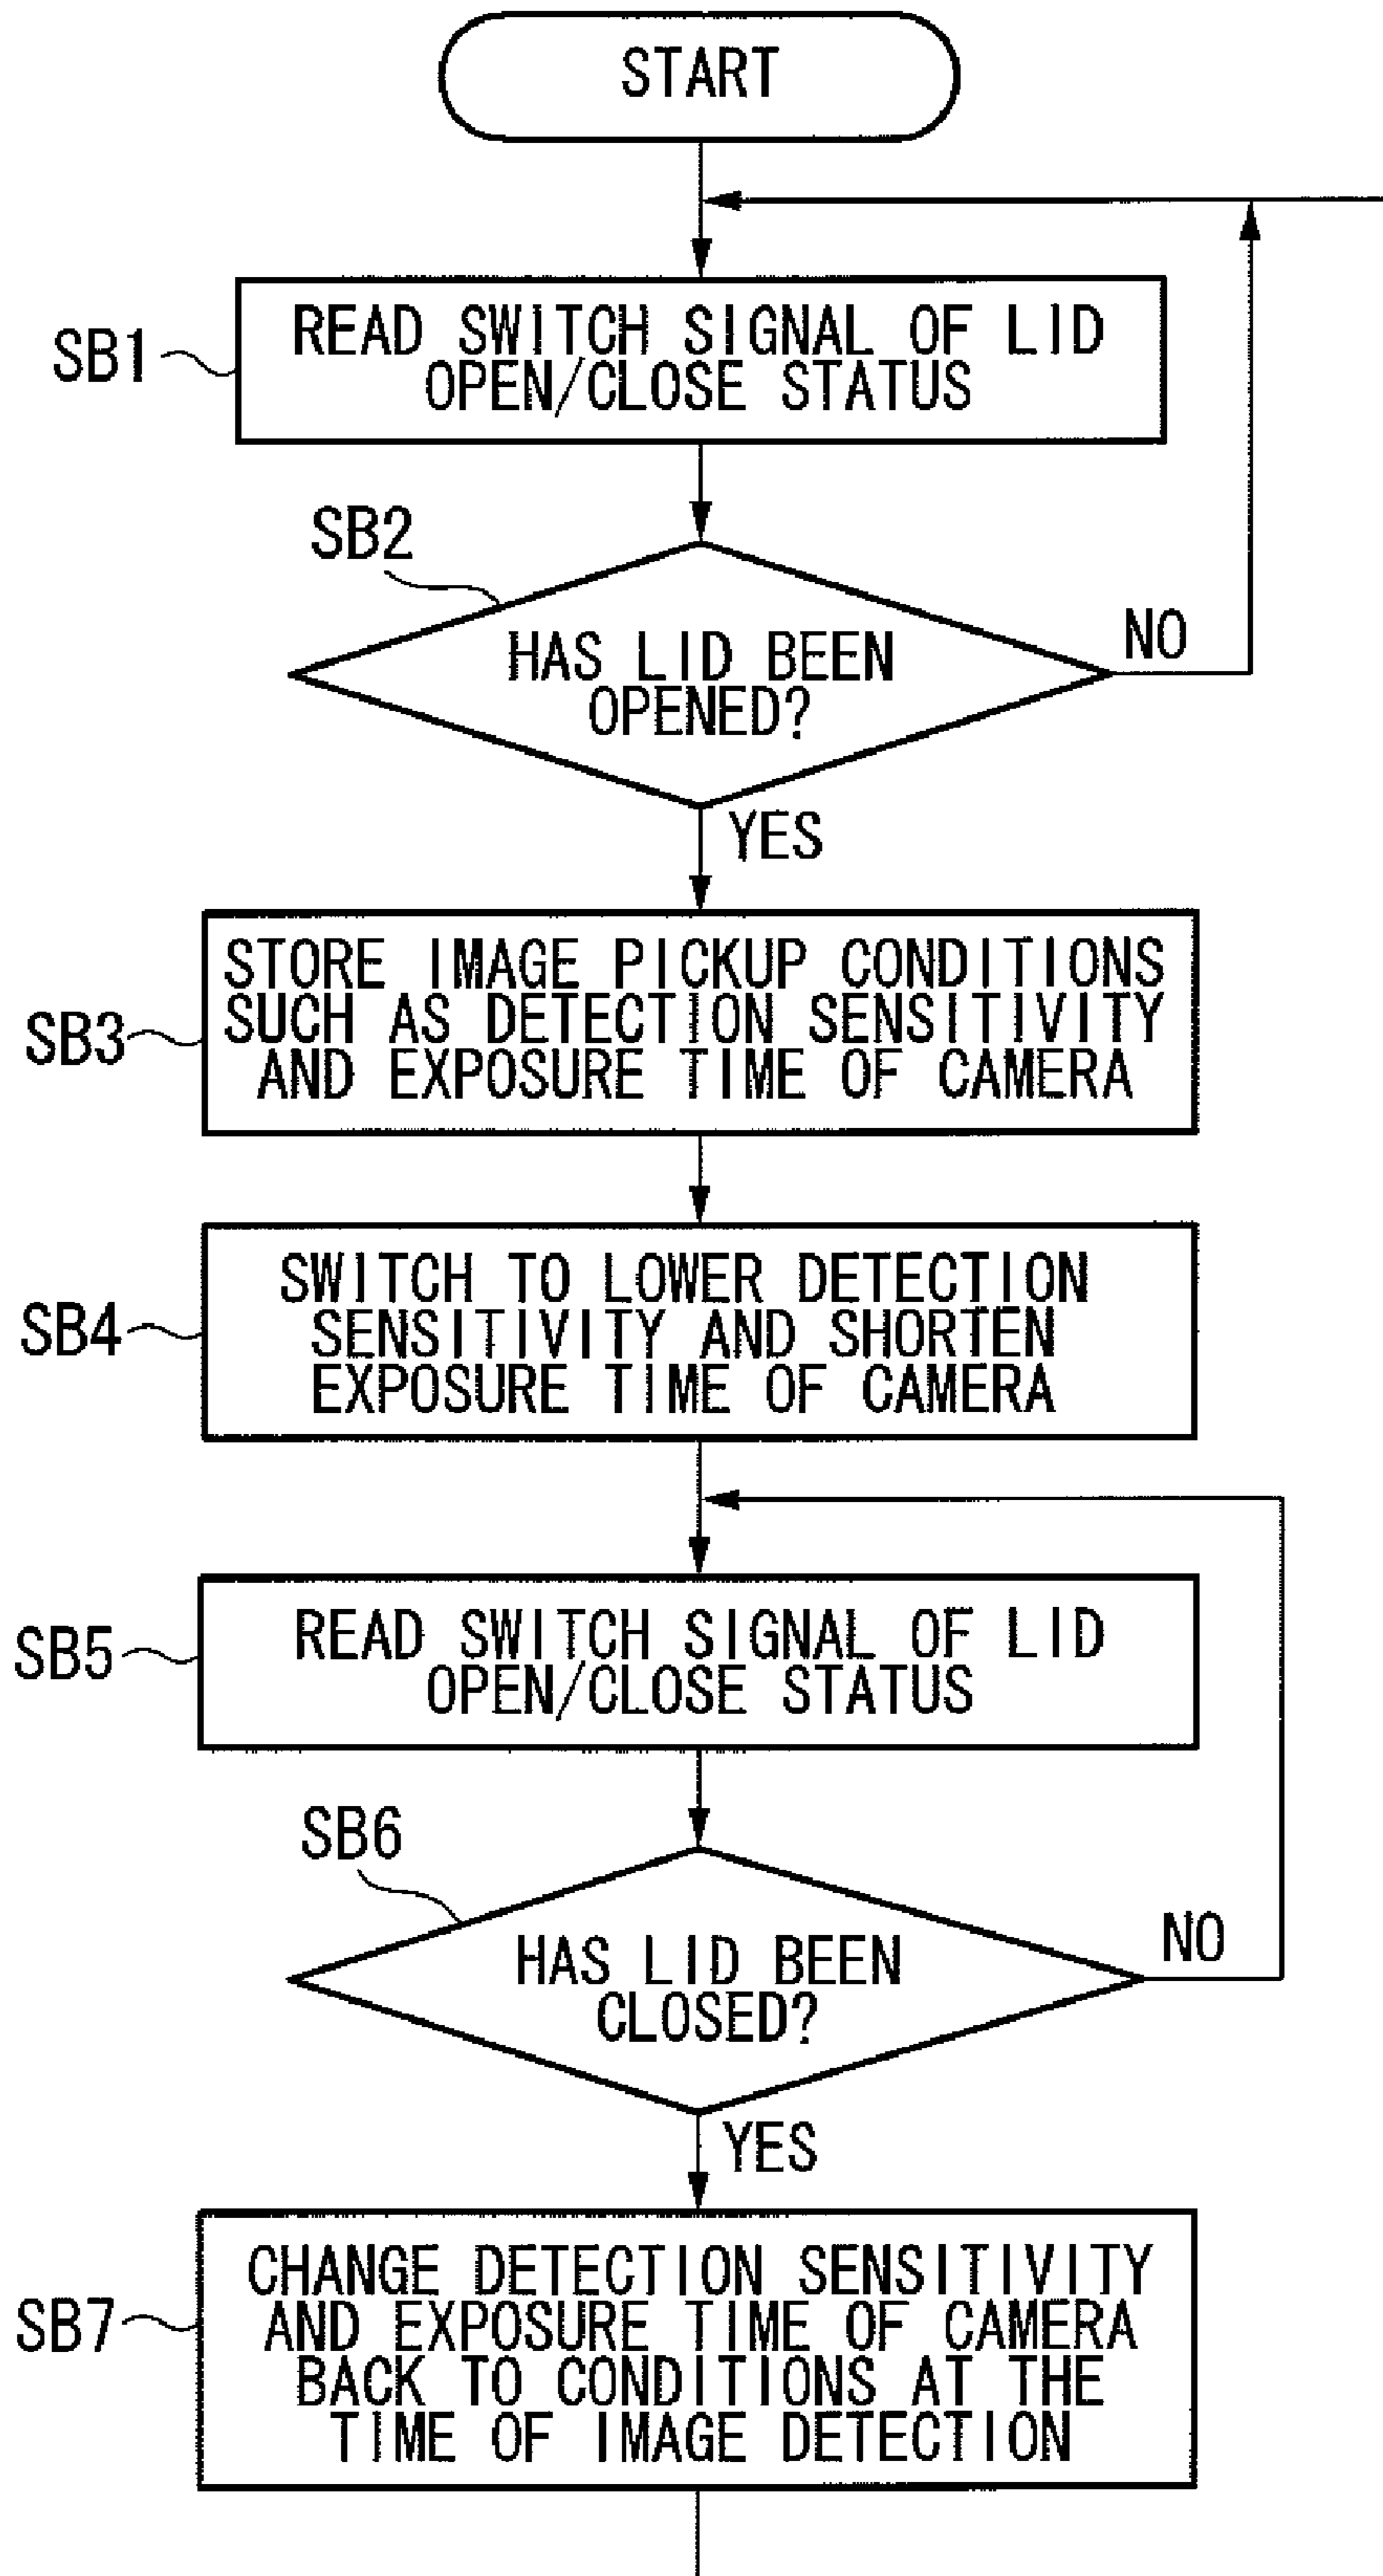 START
SB1
READ SWITCH SIGNAL OF LID
OPEN/CLOSE STATUS
SB2
HAS LID BEEN
OPENED?
NO
YES
SB3
STORE IMAGE PICKUP CONDITIONS
SUCH AS DETECTION SENSITIVITY
AND EXPOSURE TIME OF CAMERA
SB4
SWITCH TO LOWER DETECTION
SENSITIVITY AND SHORTEN
EXPOSURE TIME OF CAMERA
SB5
READ SWITCH SIGNAL OF LID
OPEN/CLOSE STATUS
SB6
HAS LID BEEN
CLOSED?
NO
YES
SB7
CHANGE DETECTION SENSITIVITY
AND EXPOSURE TIME OF CAMERA
BACK TO CONDITIONS AT THE
TIME OF IMAGE DETECTION